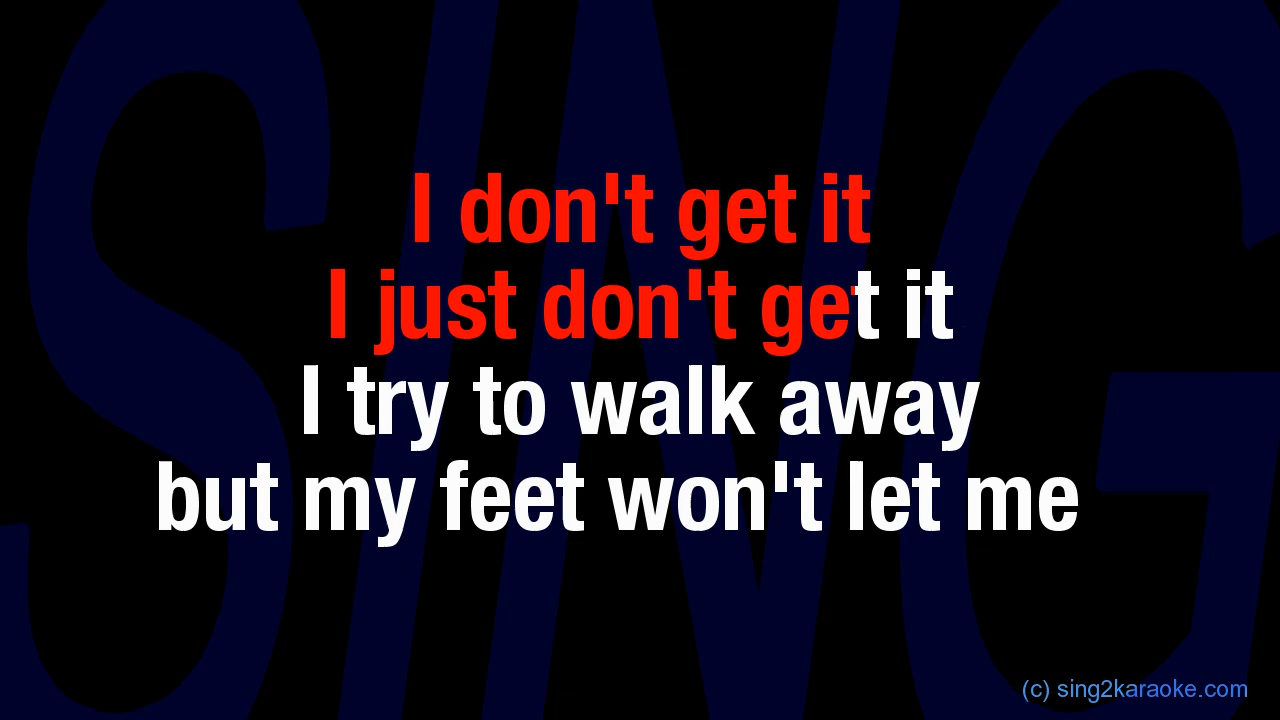 SING
I don't get it
I just don't get it
I try to walk away
but my feet won't let me
(c) sing2karaoke.com